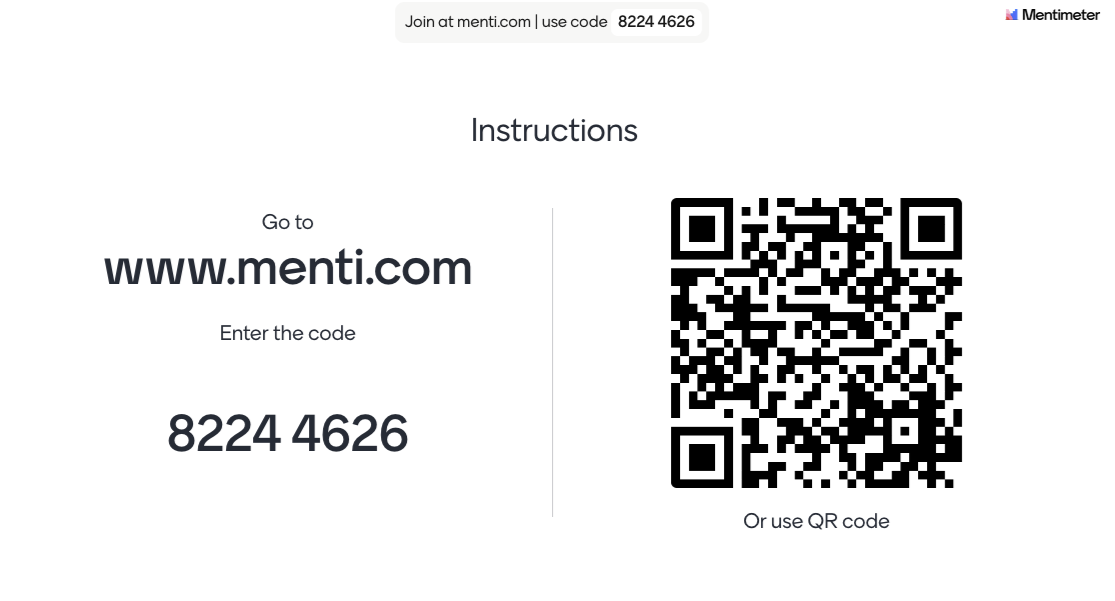 Join at menti.com | use code 8224 4626
Mentimeter
Instructions
Go to
www.menti.com
Enter the code
8224 4626
Or use QR code